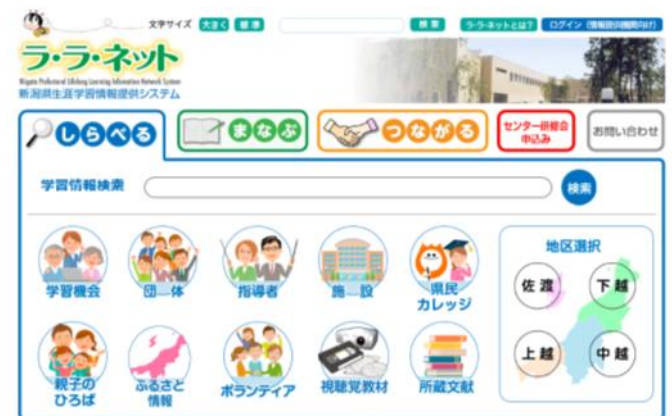 文字サイズ 大きく 標準 検索 ラ・ラ・ネットとは? ログイン (情報提供機関向け)
ラ・ラ・ネット
Niigata Prefectural Lifelong Learning Information Network System
新潟県生涯学習情報提供システム
しらべる まなぶ つながる センター研修会 お問い合わせ
申込み
学習情報検索 検索
地区選択
学習機会 団体 指導者 施設 県民
カレッジ
佐渡 下越
上越 中越
親子の ふるさと ボランティア 視聴覚教材 所蔵文献
ひろば 情報